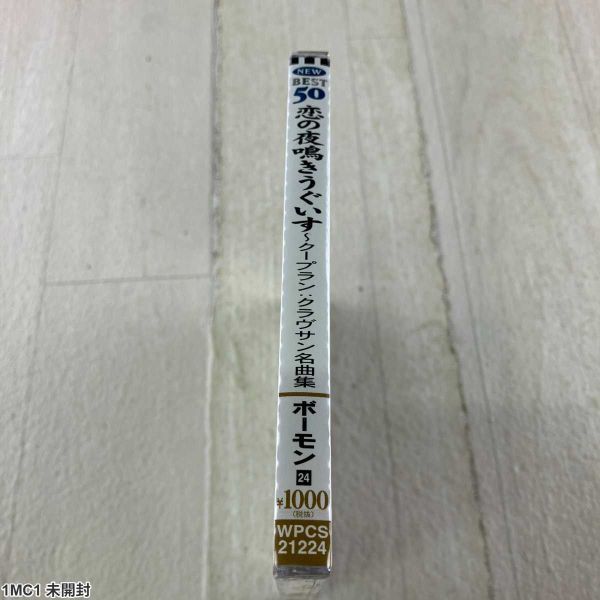 NEW
BEST
50
恋の夜鳴きうぐいす
～クープラン：クラヴサン名曲集
ボーモン
24
¥1000
(税抜)
WPCS
21224
1MC1 未開封